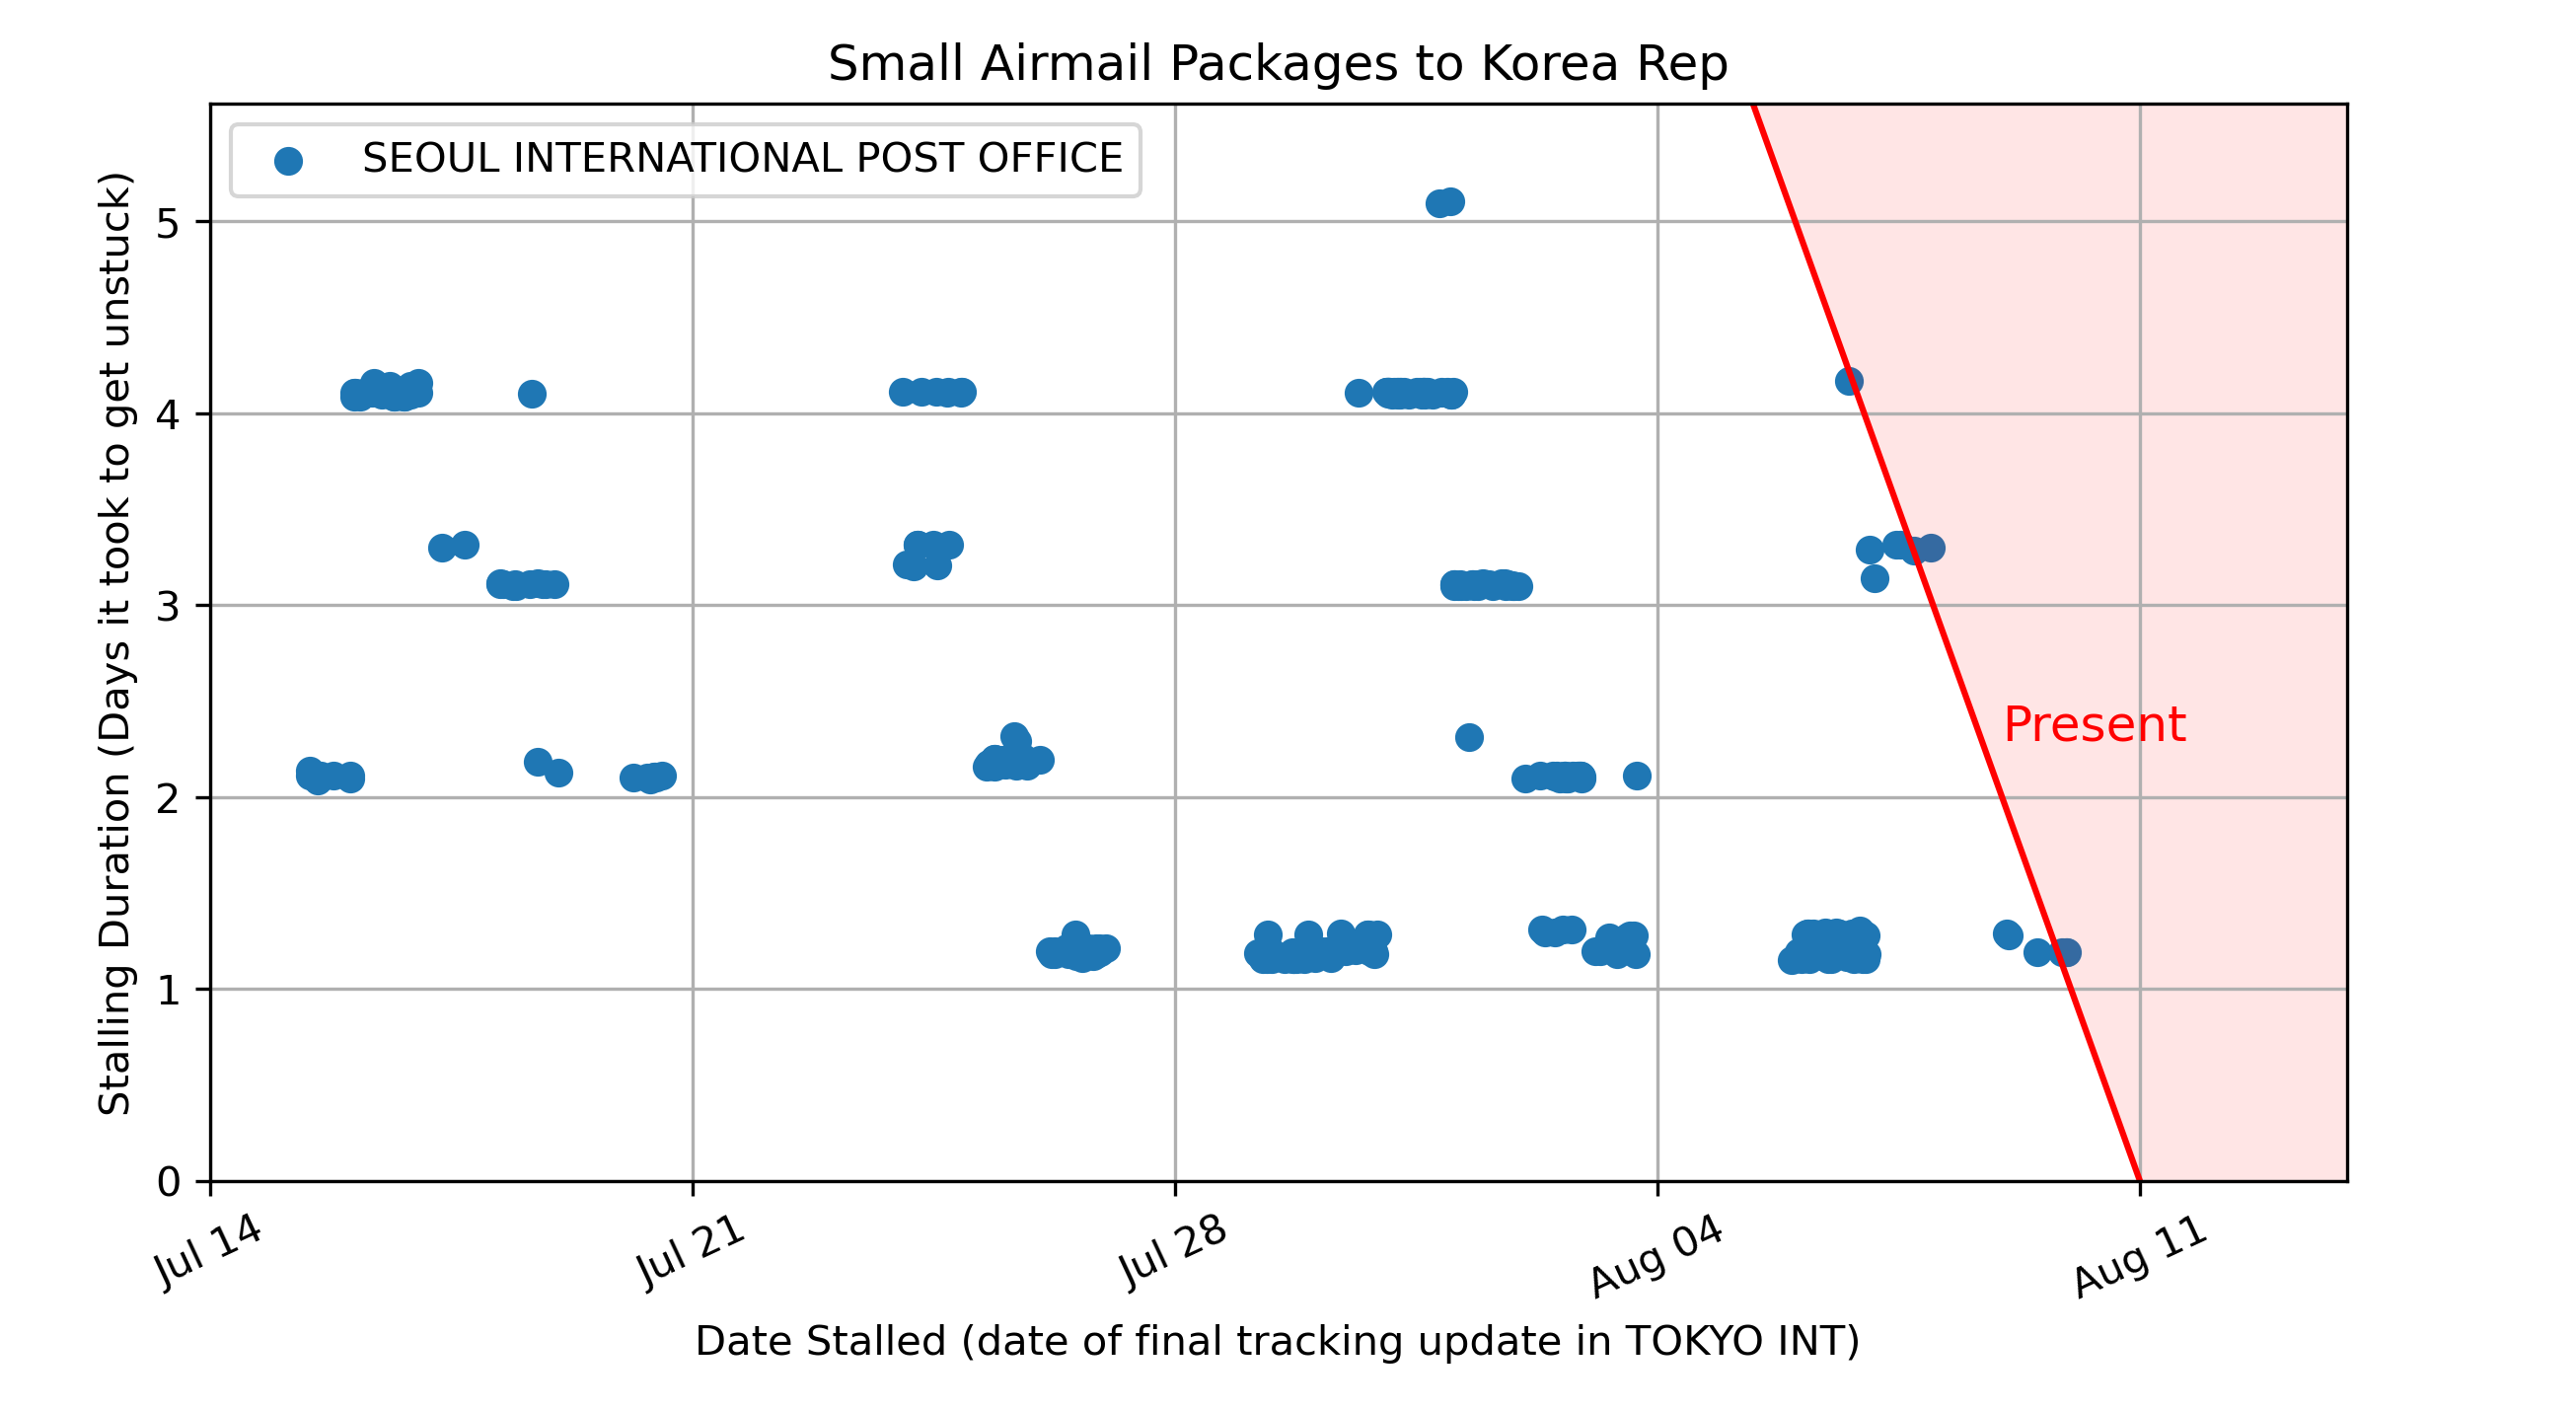 Small Airmail Packages to Korea Rep
SEOUL INTERNATIONAL POST OFFICE
Stalling Duration (Days it took to get unstuck)
5
4
3
2
1
0
Present
Jul 14
Jul 21
Jul 28
Aug 04
Aug 11
Date Stalled (date of final tracking update in TOKYO INT)